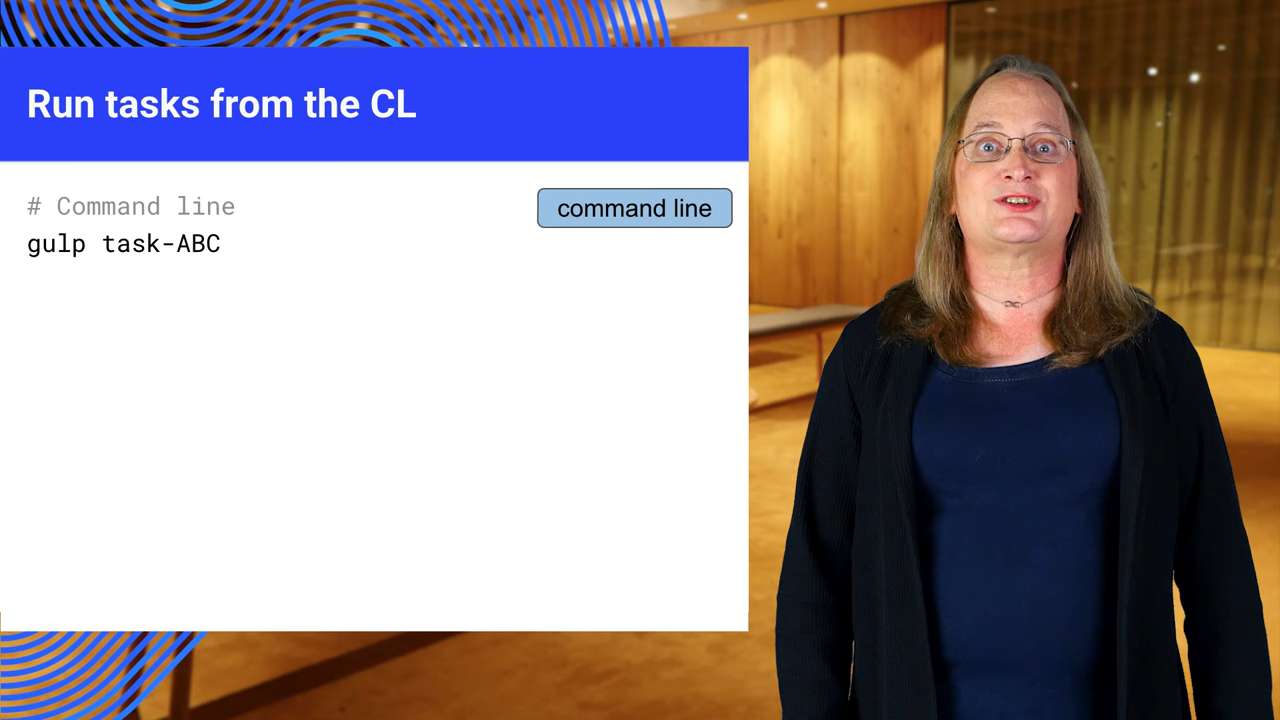 Run tasks from the CL
# Command line
command line
gulp task-ABC